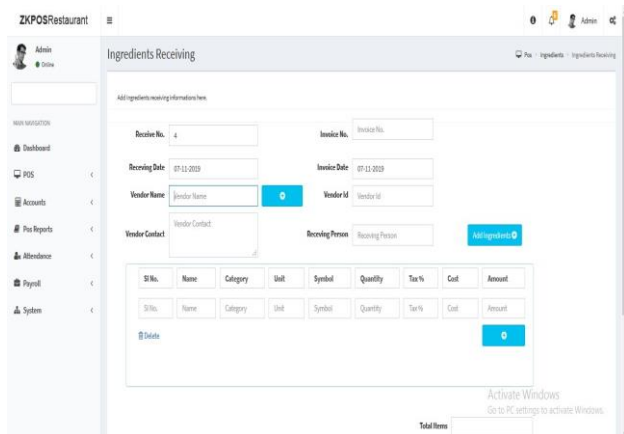 ZKPOSRestaurant
Admin
Admin
Online
Ingredients Receiving
Pos > Ingredients > Ingredients Receiving
Add ingredients receiving informations here.
MAIN NAVIGATION
Dashboard
POS
Accounts
Pos Reports
Attendance
Payroll
System
Receive No. 4 Invoice No. Invoice No.
Receving Date 07-11-2019 Invoice Date 07-11-2019
Vendor Name Vendor Name Vendor Id Vendor Id
Vendor Contact Vendor Contact Receving Person Receving Person Add Ingredients
Sl No. Name Category Unit Symbol Quantity Tax % Cost Amount
Sl No. Name Category Unit Symbol Quantity Tax % Cost Amount
Delete
Activate Windows
Go to PC settings to activate Windows.
Total Items